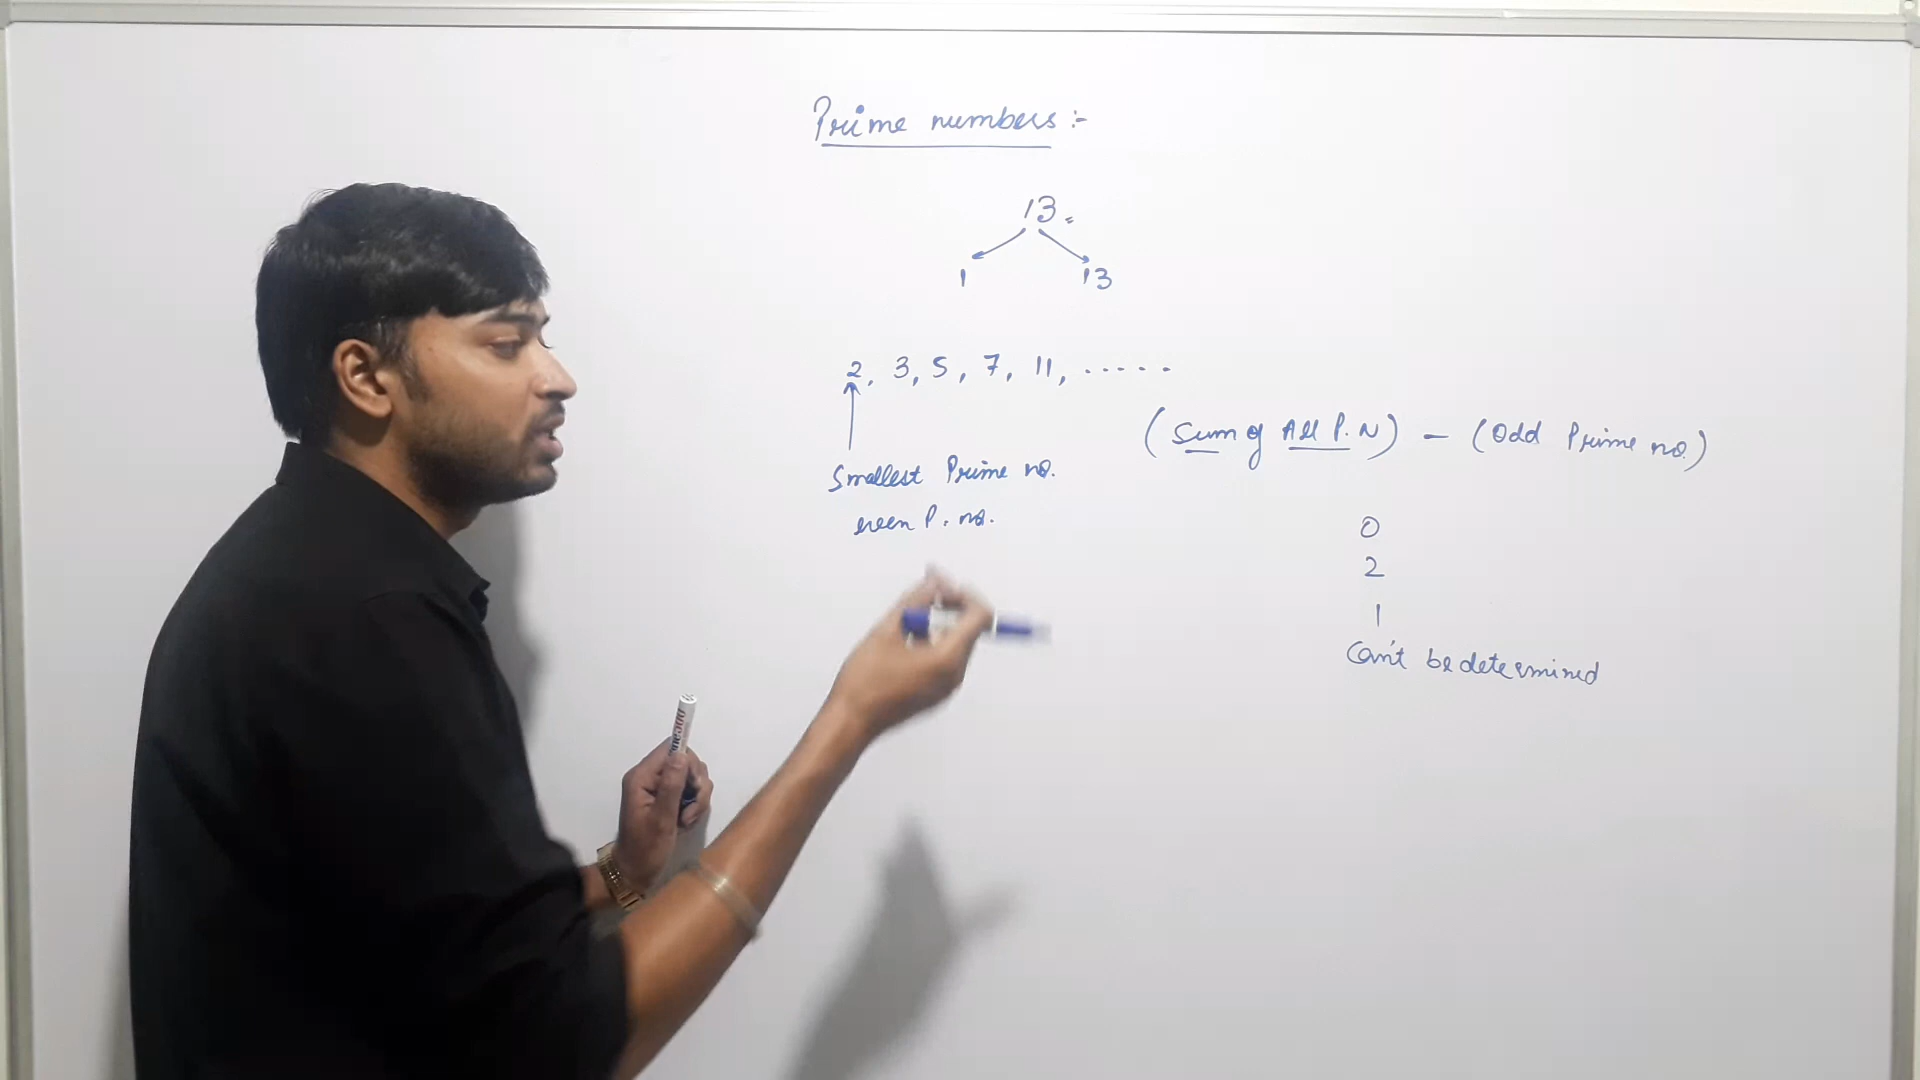 Prime numbers :-
13.
1 13
2, 3, 5, 7, 11, .....
(Sum of All P.N) - (Odd Prime no.)
Smallest Prime no.
even P. no.
0
2
1
Can't be determined